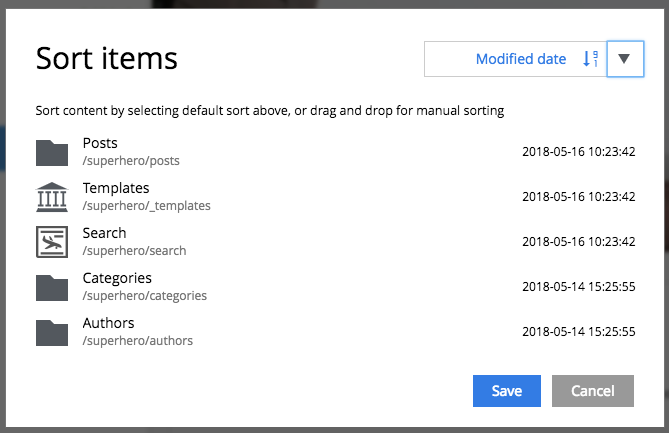 Sort items
Modified date
9
1
Sort content by selecting default sort above, or drag and drop for manual sorting
Posts
/superhero/posts
2018-05-16 10:23:42
Templates
/superhero/_templates
2018-05-16 10:23:42
Search
/superhero/search
2018-05-16 10:23:42
Categories
/superhero/categories
2018-05-14 15:25:55
Authors
/superhero/authors
2018-05-14 15:25:55
Save
Cancel